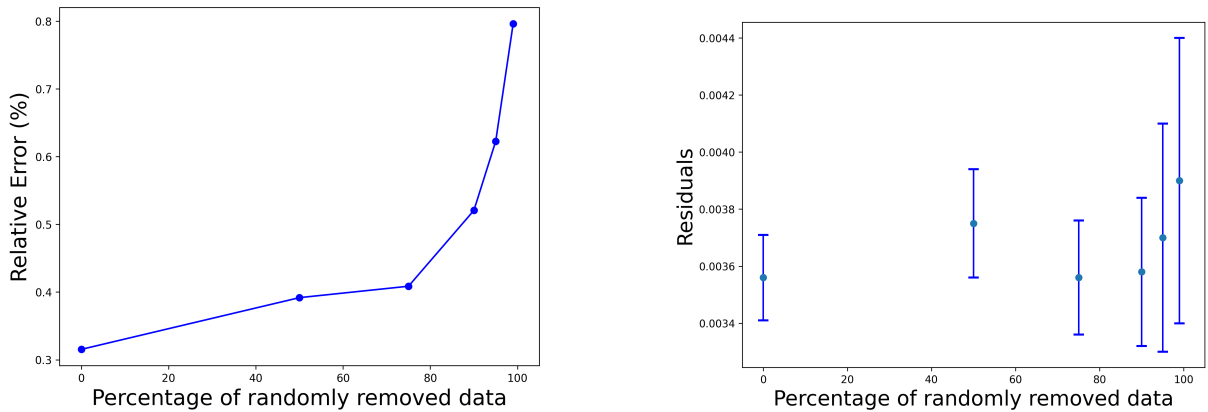 0.8
0.7
0.6
0.5
0.4
0.3
Relative Error (%)
0 20 40 60 80 100
Percentage of randomly removed data
0.0044
0.0042
0.0040
0.0038
0.0036
0.0034
Residuals
0 20 40 60 80 100
Percentage of randomly removed data